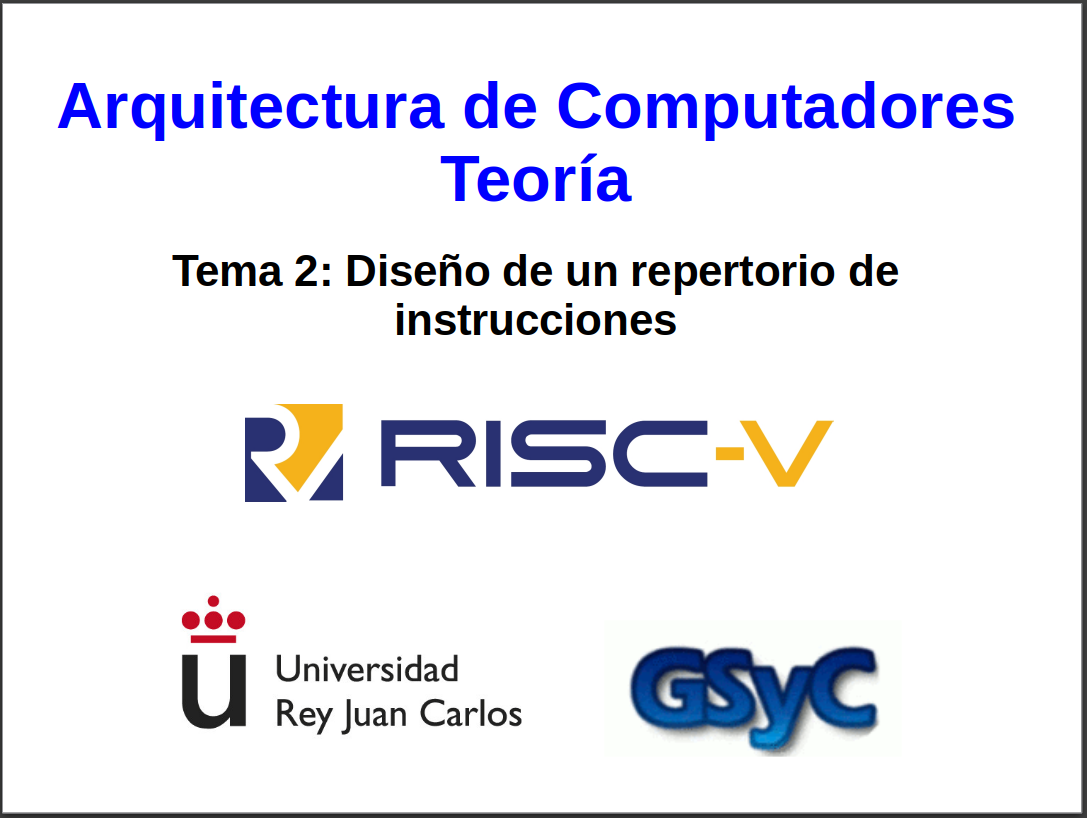 Arquitectura de Computadores
Teoría
Tema 2: Diseño de un repertorio de
instrucciones
RISC-V
Universidad
Rey Juan Carlos
GSyC